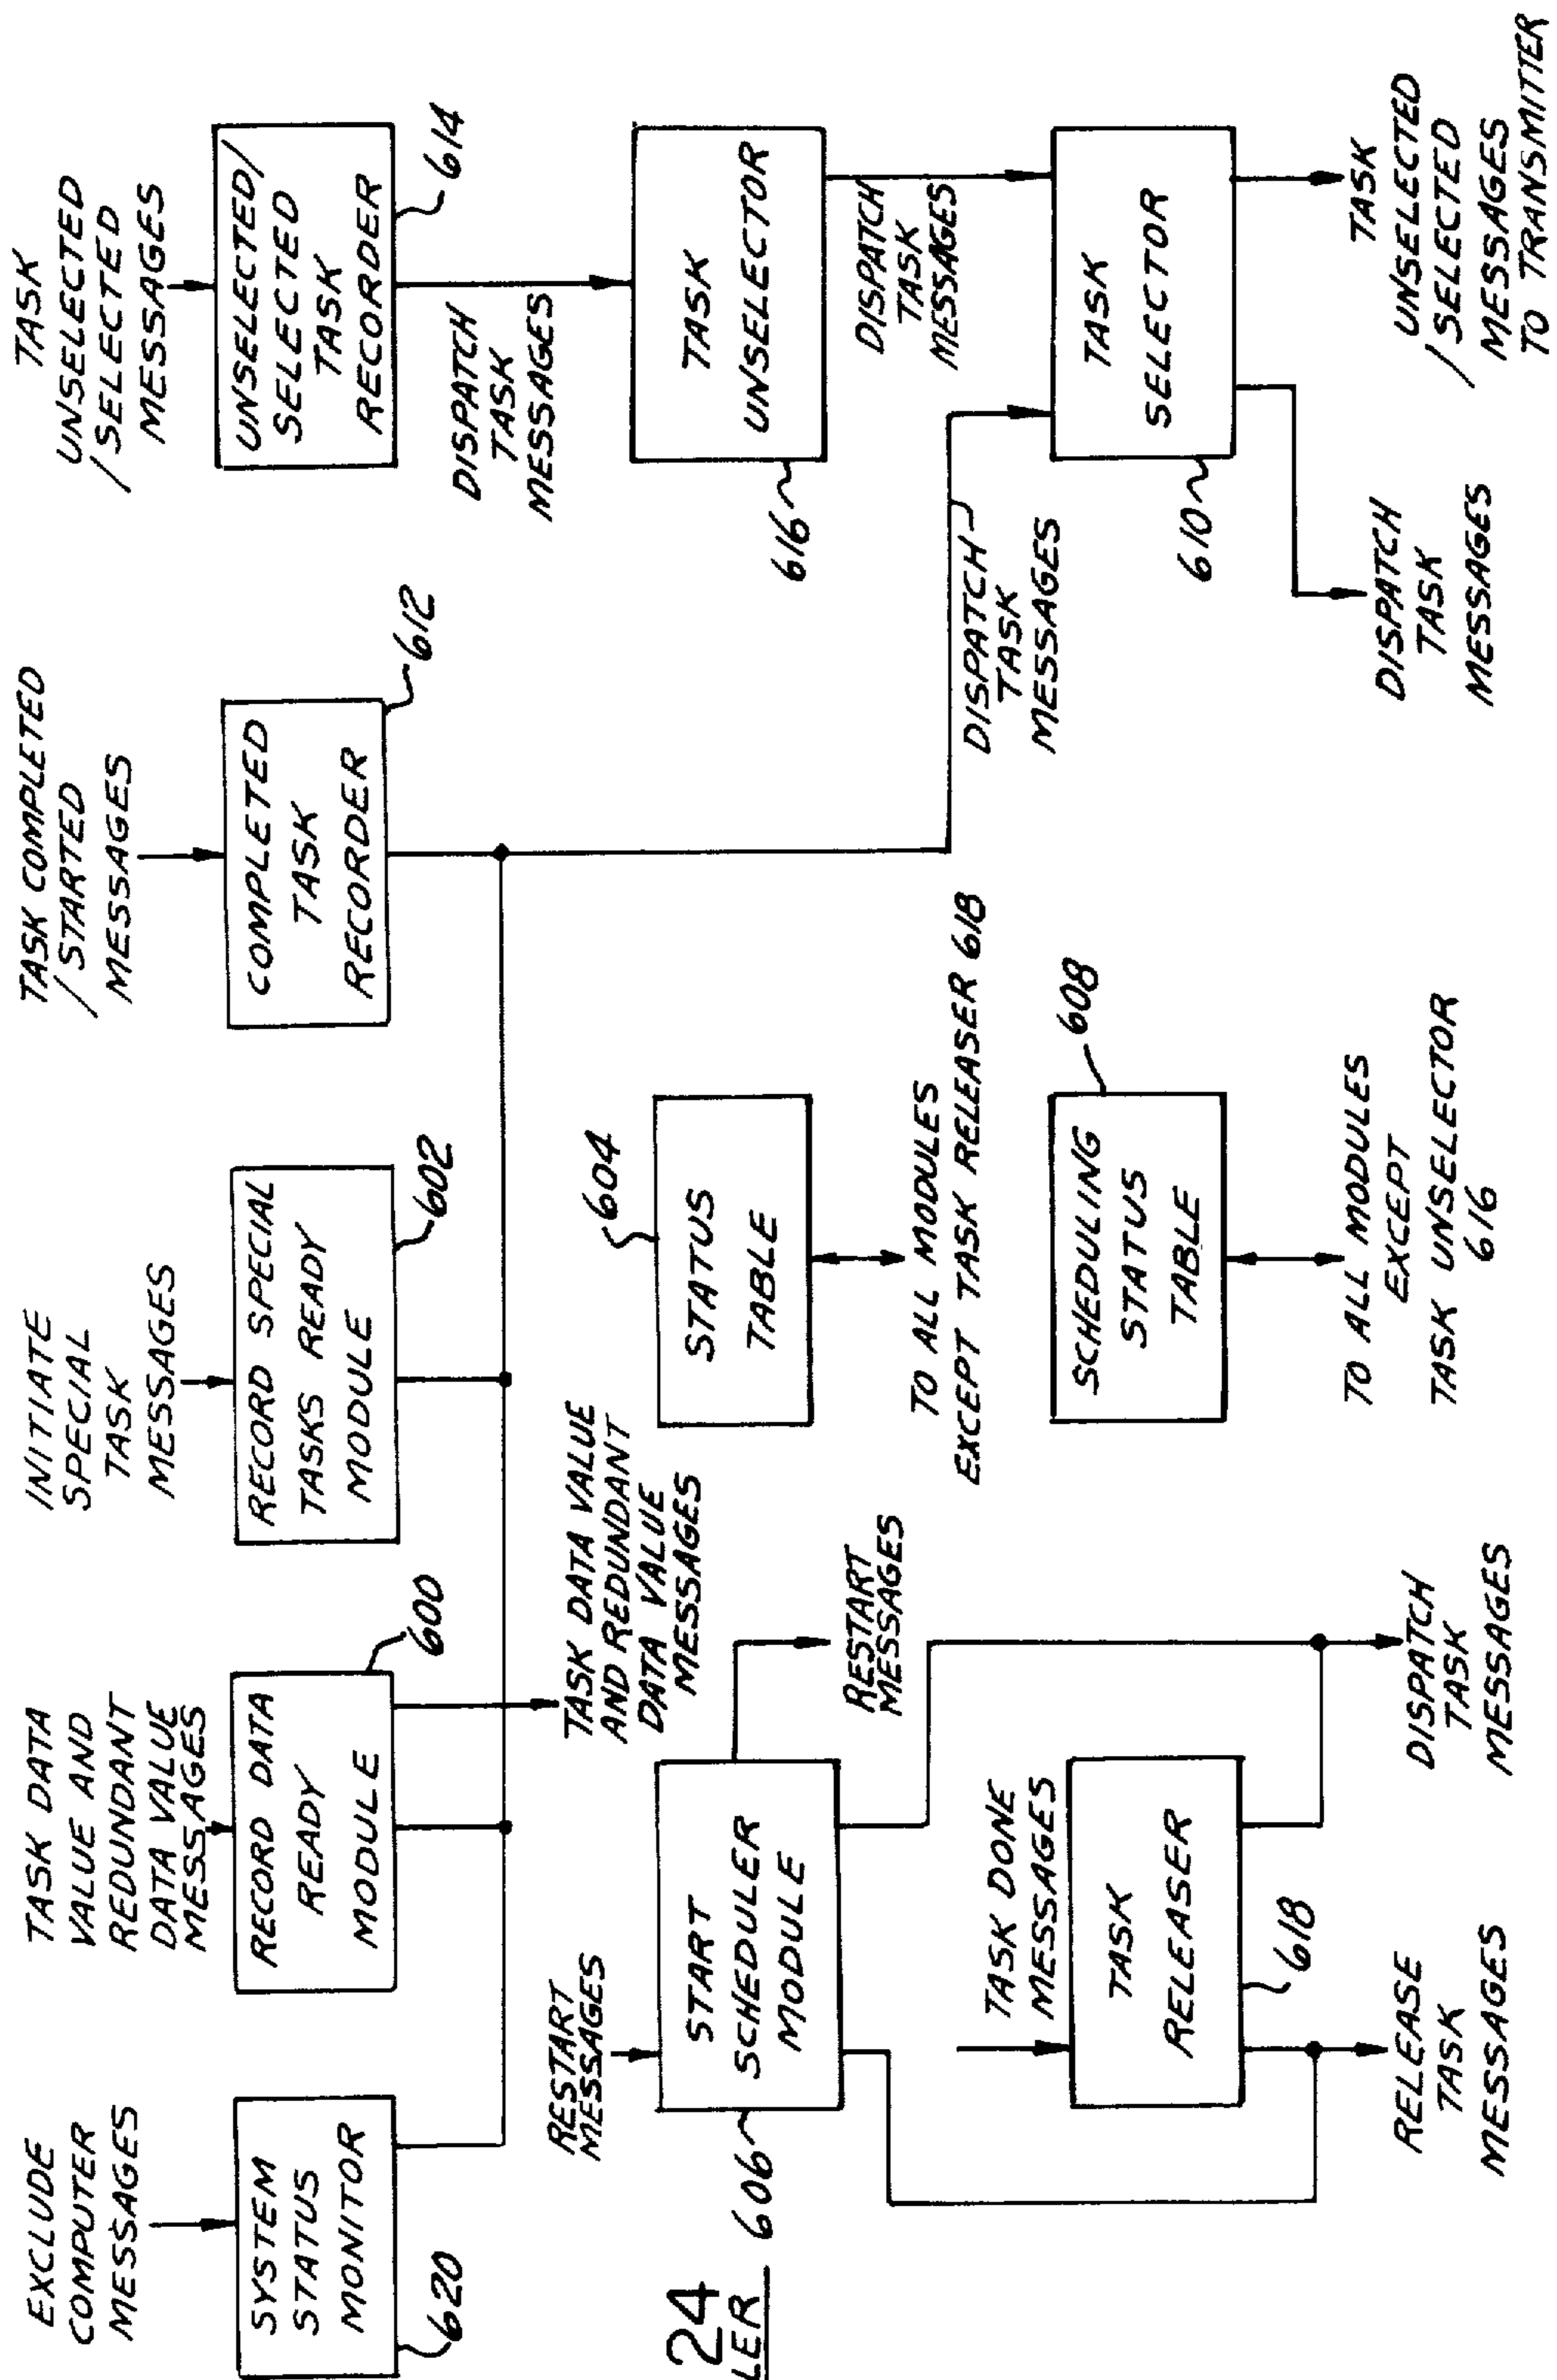 EXCLUDE
COMPUTER
MESSAGES
SYSTEM
STATUS
MONITOR
620
TASK DATA
VALUE AND
REDUNDANT
DATA VALUE
MESSAGES
RECORD DATA
READY
MODULE
600
INITIATE
SPECIAL
TASK
MESSAGES
RECORD SPECIAL
TASKS READY
MODULE
602
TASK COMPLETED
/STARTED
MESSAGES
COMPLETED
TASK
RECORDER
612
TASK
UNSELECTED
/SELECTED
MESSAGES
UNSELECTED/
SELECTED
TASK
RECORDER
614
DISPATCH
TASK
MESSAGES
TASK DATA VALUE
AND REDUNDANT
DATA VALUE
MESSAGES
RESTART
MESSAGES
START
SCHEDULER
MODULE
606
RESTART
MESSAGES
STATUS
TABLE
604
TO ALL MODULES
EXCEPT TASK RELEASER 618
TASK
UNSELECTOR
616
DISPATCH
TASK
MESSAGES
DISPATCH
TASK
MESSAGES
TASK DONE
MESSAGES
TASK
RELEASER
618
RELEASE
TASK
MESSAGES
DISPATCH
TASK
MESSAGES
SCHEDULING
STATUS
TABLE
608
TO ALL MODULES
EXCEPT
TASK UNSELECTOR
616
TASK
SELECTOR
610
DISPATCH
TASK
MESSAGES
TASK
UNSELECTED
/SELECTED
MESSAGES
TO TRANSMITTER
24
LER